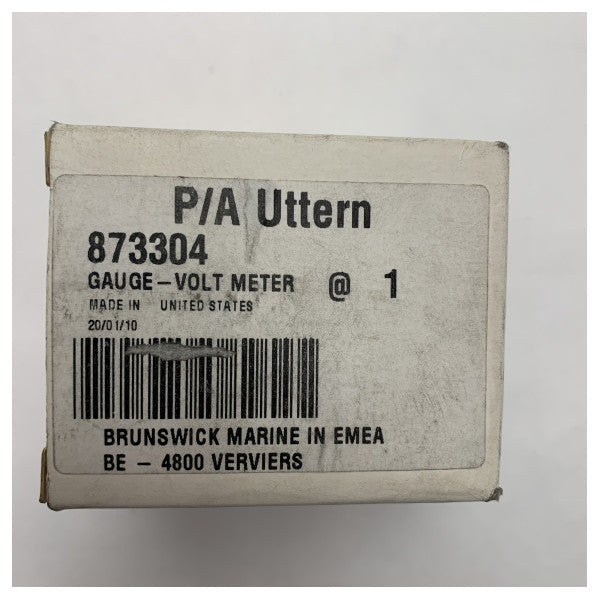 P/A Uttern
873304
GAUGE-VOLT METER @ 1
MADE IN UNITED STATES
20/01/10
BRUNSWICK MARINE IN EMEA
BE - 4800 VERVIERS